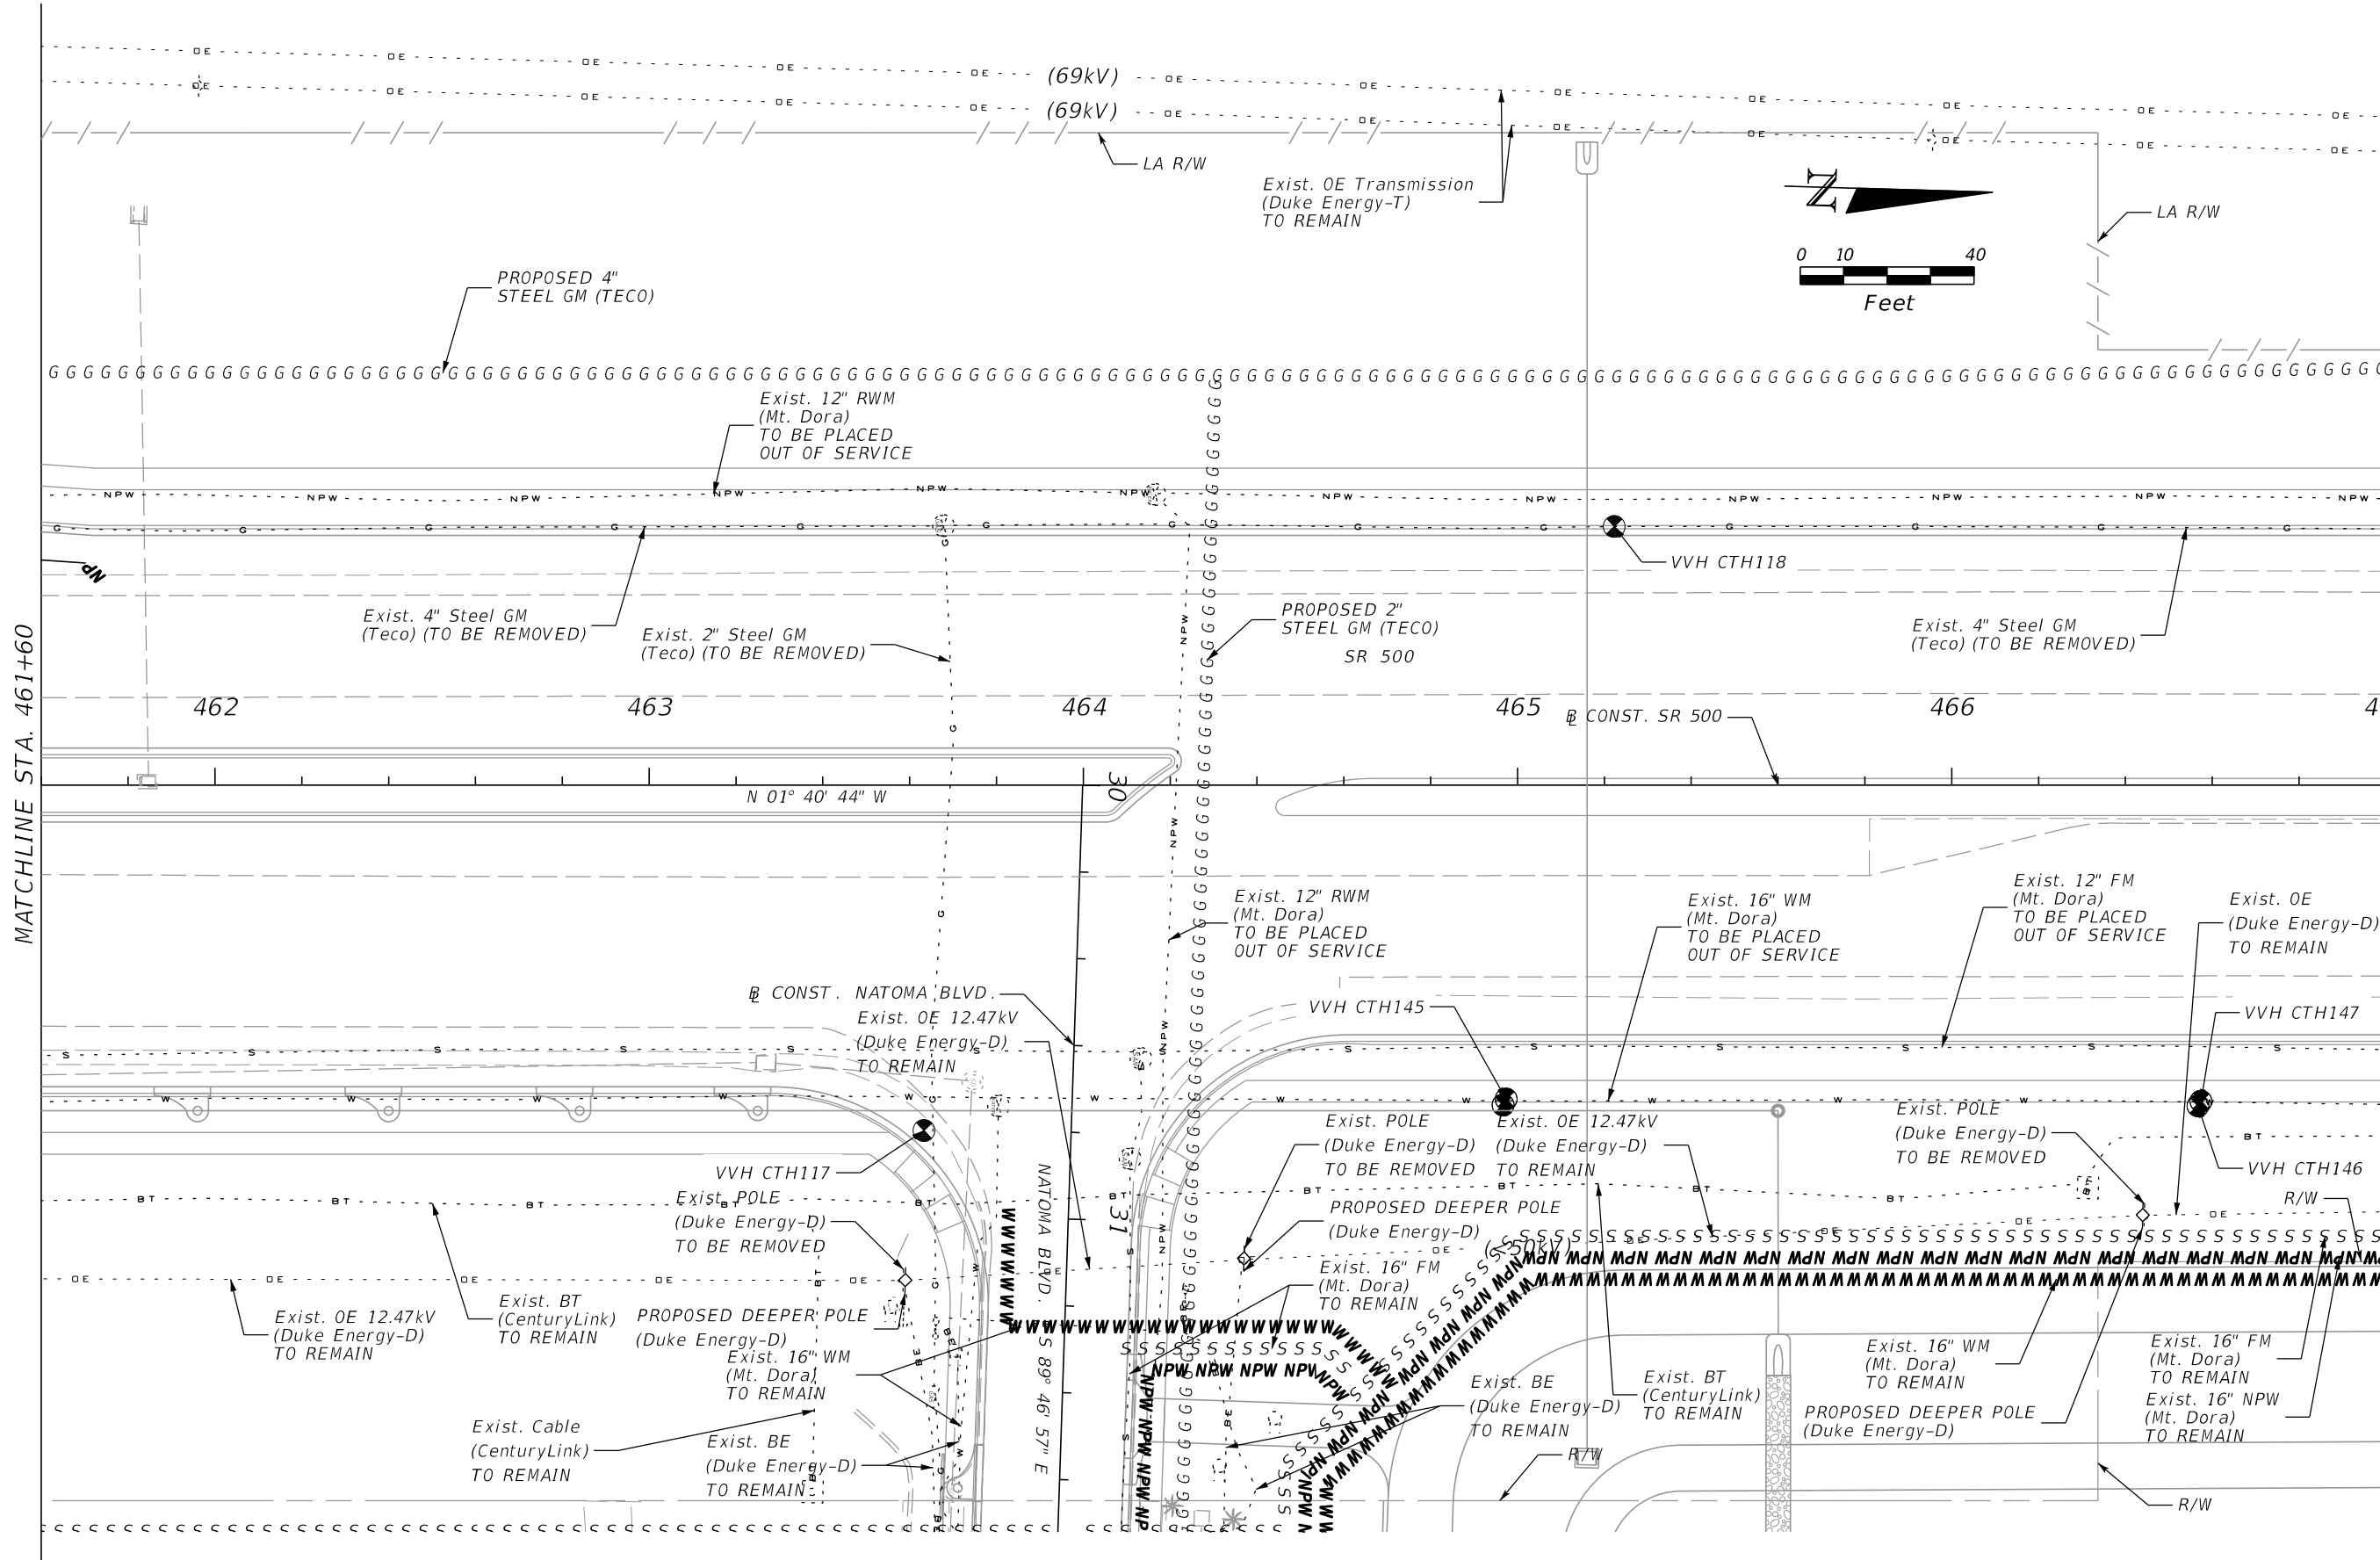 (69kV)
(69kV)
LA R/W
Exist. OE Transmission
(Duke Energy-T)
TO REMAIN
N
LA R/W
0 10 40
Feet
PROPOSED 4"
STEEL GM (TECO)
Exist. 12" RWM
(Mt. Dora)
TO BE PLACED
OUT OF SERVICE
VVH CTH118
Exist. 4" Steel GM
(Teco) (TO BE REMOVED)
Exist. 2" Steel GM
(Teco) (TO BE REMOVED)
PROPOSED 2"
STEEL GM (TECO)
SR 500
Exist. 4" Steel GM
(Teco) (TO BE REMOVED)
MATCHLINE STA. 461+60
462 463 464 465 466
BL CONST. SR 500
N 01° 40' 44" W
30
Exist. 12" RWM
(Mt. Dora)
TO BE PLACED
OUT OF SERVICE
Exist. 16" WM
(Mt. Dora)
TO BE PLACED
OUT OF SERVICE
Exist. 12" FM
(Mt. Dora)
TO BE PLACED
OUT OF SERVICE
Exist. OE
(Duke Energy-D)
TO REMAIN
BL CONST. NATOMA BLVD.
Exist. OE 12.47kV
(Duke Energy-D)
TO REMAIN
VVH CTH145
VVH CTH147
VVH CTH117
VVH CTH146
R/W
Exist. POLE
(Duke Energy-D)
TO BE REMOVED
Exist. POLE
(Duke Energy-D)
TO BE REMOVED
Exist. OE 12.47kV
(Duke Energy-D)
TO REMAIN
Exist. POLE
(Duke Energy-D)
TO BE REMOVED
PROPOSED DEEPER POLE
(Duke Energy-D)
31
NATOMA BLVD.
S 89° 46' 57" E
(<50kV)
Exist. 16" FM
(Mt. Dora)
TO REMAIN
Exist. OE 12.47kV
(Duke Energy-D)
TO REMAIN
Exist. BT
(CenturyLink)
TO REMAIN
PROPOSED DEEPER POLE
(Duke Energy-D)
Exist. 16" WM
(Mt. Dora)
TO REMAIN
Exist. Cable
(CenturyLink)
TO REMAIN
Exist. BE
(Duke Energy-D)
TO REMAIN
Exist. BE
(Duke Energy-D)
TO REMAIN
Exist. BT
(CenturyLink)
TO REMAIN
Exist. 16" WM
(Mt. Dora)
TO REMAIN
PROPOSED DEEPER POLE
(Duke Energy-D)
Exist. 16" FM
(Mt. Dora)
TO REMAIN
Exist. 16" NPW
(Mt. Dora)
TO REMAIN
R/W
R/W